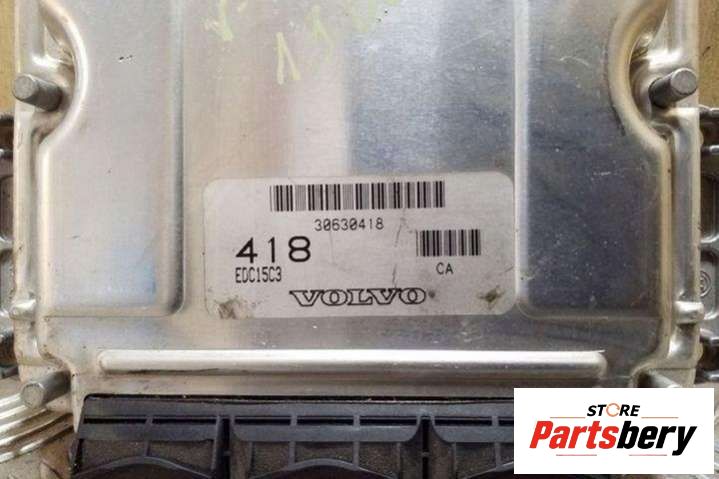 30630418
418
EDC15C3
CA
VOLVO
STORE
Partsbery